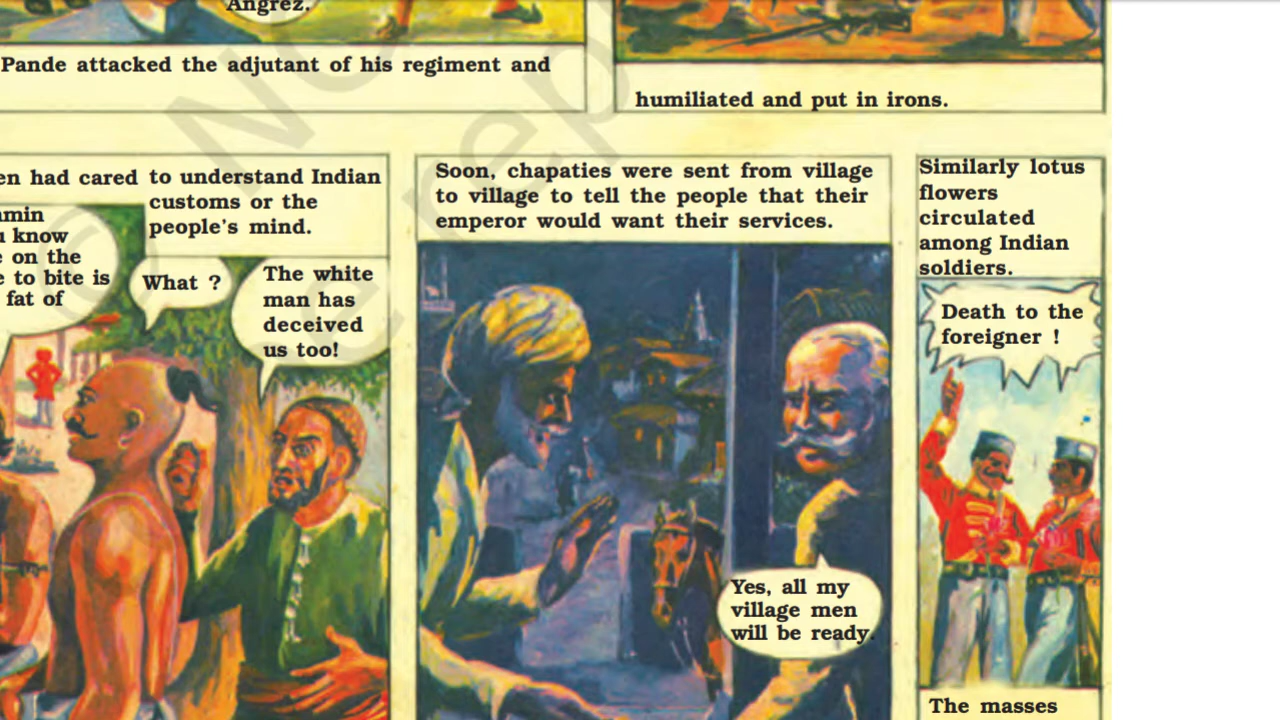 Angrez.
Pande attacked the adjutant of his regiment and
humiliated and put in irons.
en had cared to understand Indian
customs or the
people's mind.
amin
u know
e on the
e to bite is
fat of
What ?
The white
man has
deceived
us too!
Soon, chapaties were sent from village
to village to tell the people that their
emperor would want their services.
Yes, all my
village men
will be ready.
Similarly lotus
flowers
circulated
among Indian
soldiers.
Death to the
foreigner !
The masses